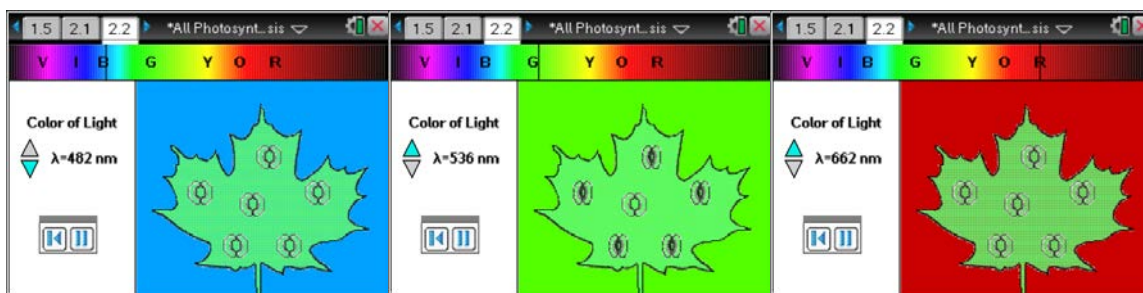 1.5 2.1 2.2 *All Photosynt...sis
V I B G Y O R
Color of Light
λ=482 nm
1.5 2.1 2.2 *All Photosynt...sis
V I B G Y O R
Color of Light
λ=536 nm
1.5 2.1 2.2 *All Photosynt...sis
V I B G Y O R
Color of Light
λ=662 nm